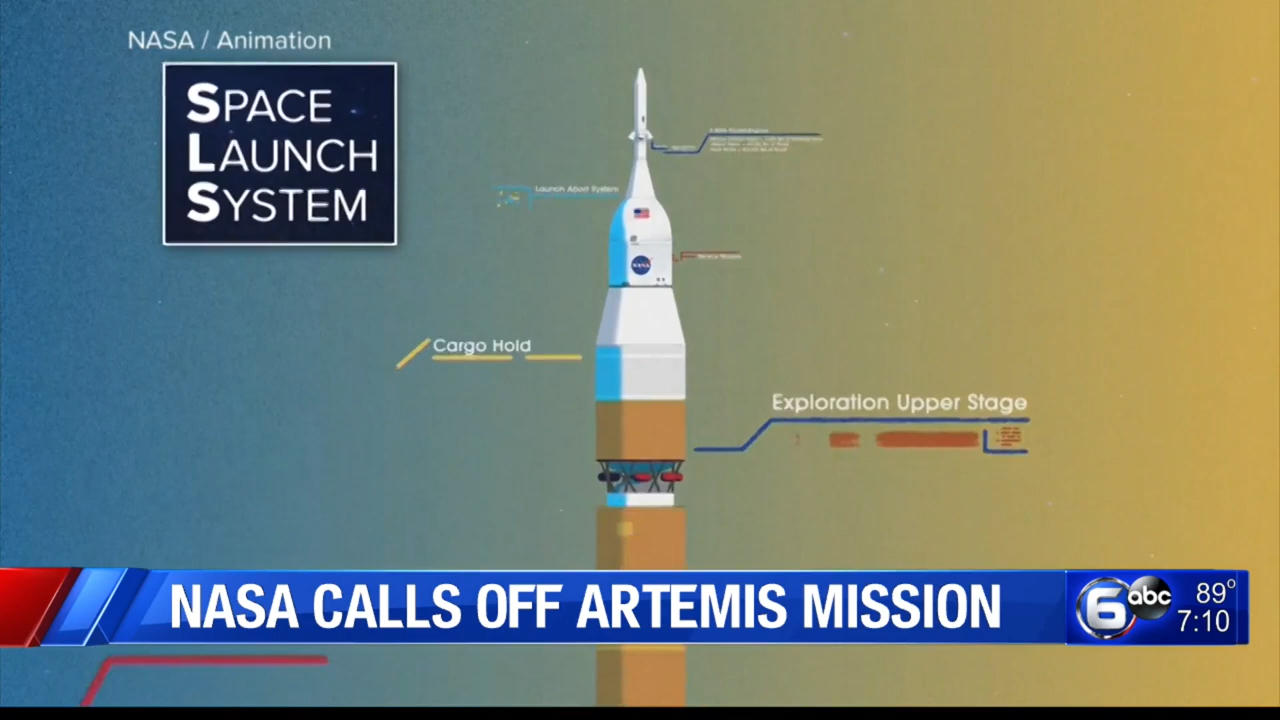 NASA / Animation
SPACE
LAUNCH
SYSTEM
Launch Abort System
NASA
Cargo Hold
Exploration Upper Stage
NASA CALLS OFF ARTEMIS MISSION
6 abc
89°
7:10